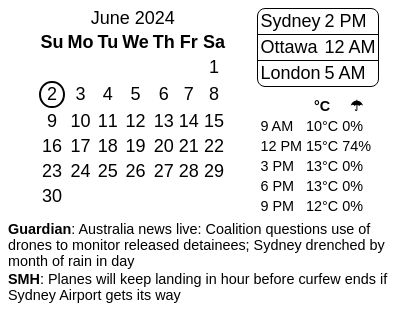 June 2024
Su Mo Tu We Th Fr Sa
1
2 3 4 5 6 7 8
9 10 11 12 13 14 15
16 17 18 19 20 21 22
23 24 25 26 27 28 29
30
Sydney 2 PM
Ottawa 12 AM
London 5 AM
°C ☂
9 AM 10°C 0%
12 PM 15°C 74%
3 PM 13°C 0%
6 PM 13°C 0%
9 PM 12°C 0%
Guardian: Australia news live: Coalition questions use of
drones to monitor released detainees; Sydney drenched by
month of rain in day
SMH: Planes will keep landing in hour before curfew ends if
Sydney Airport gets its way